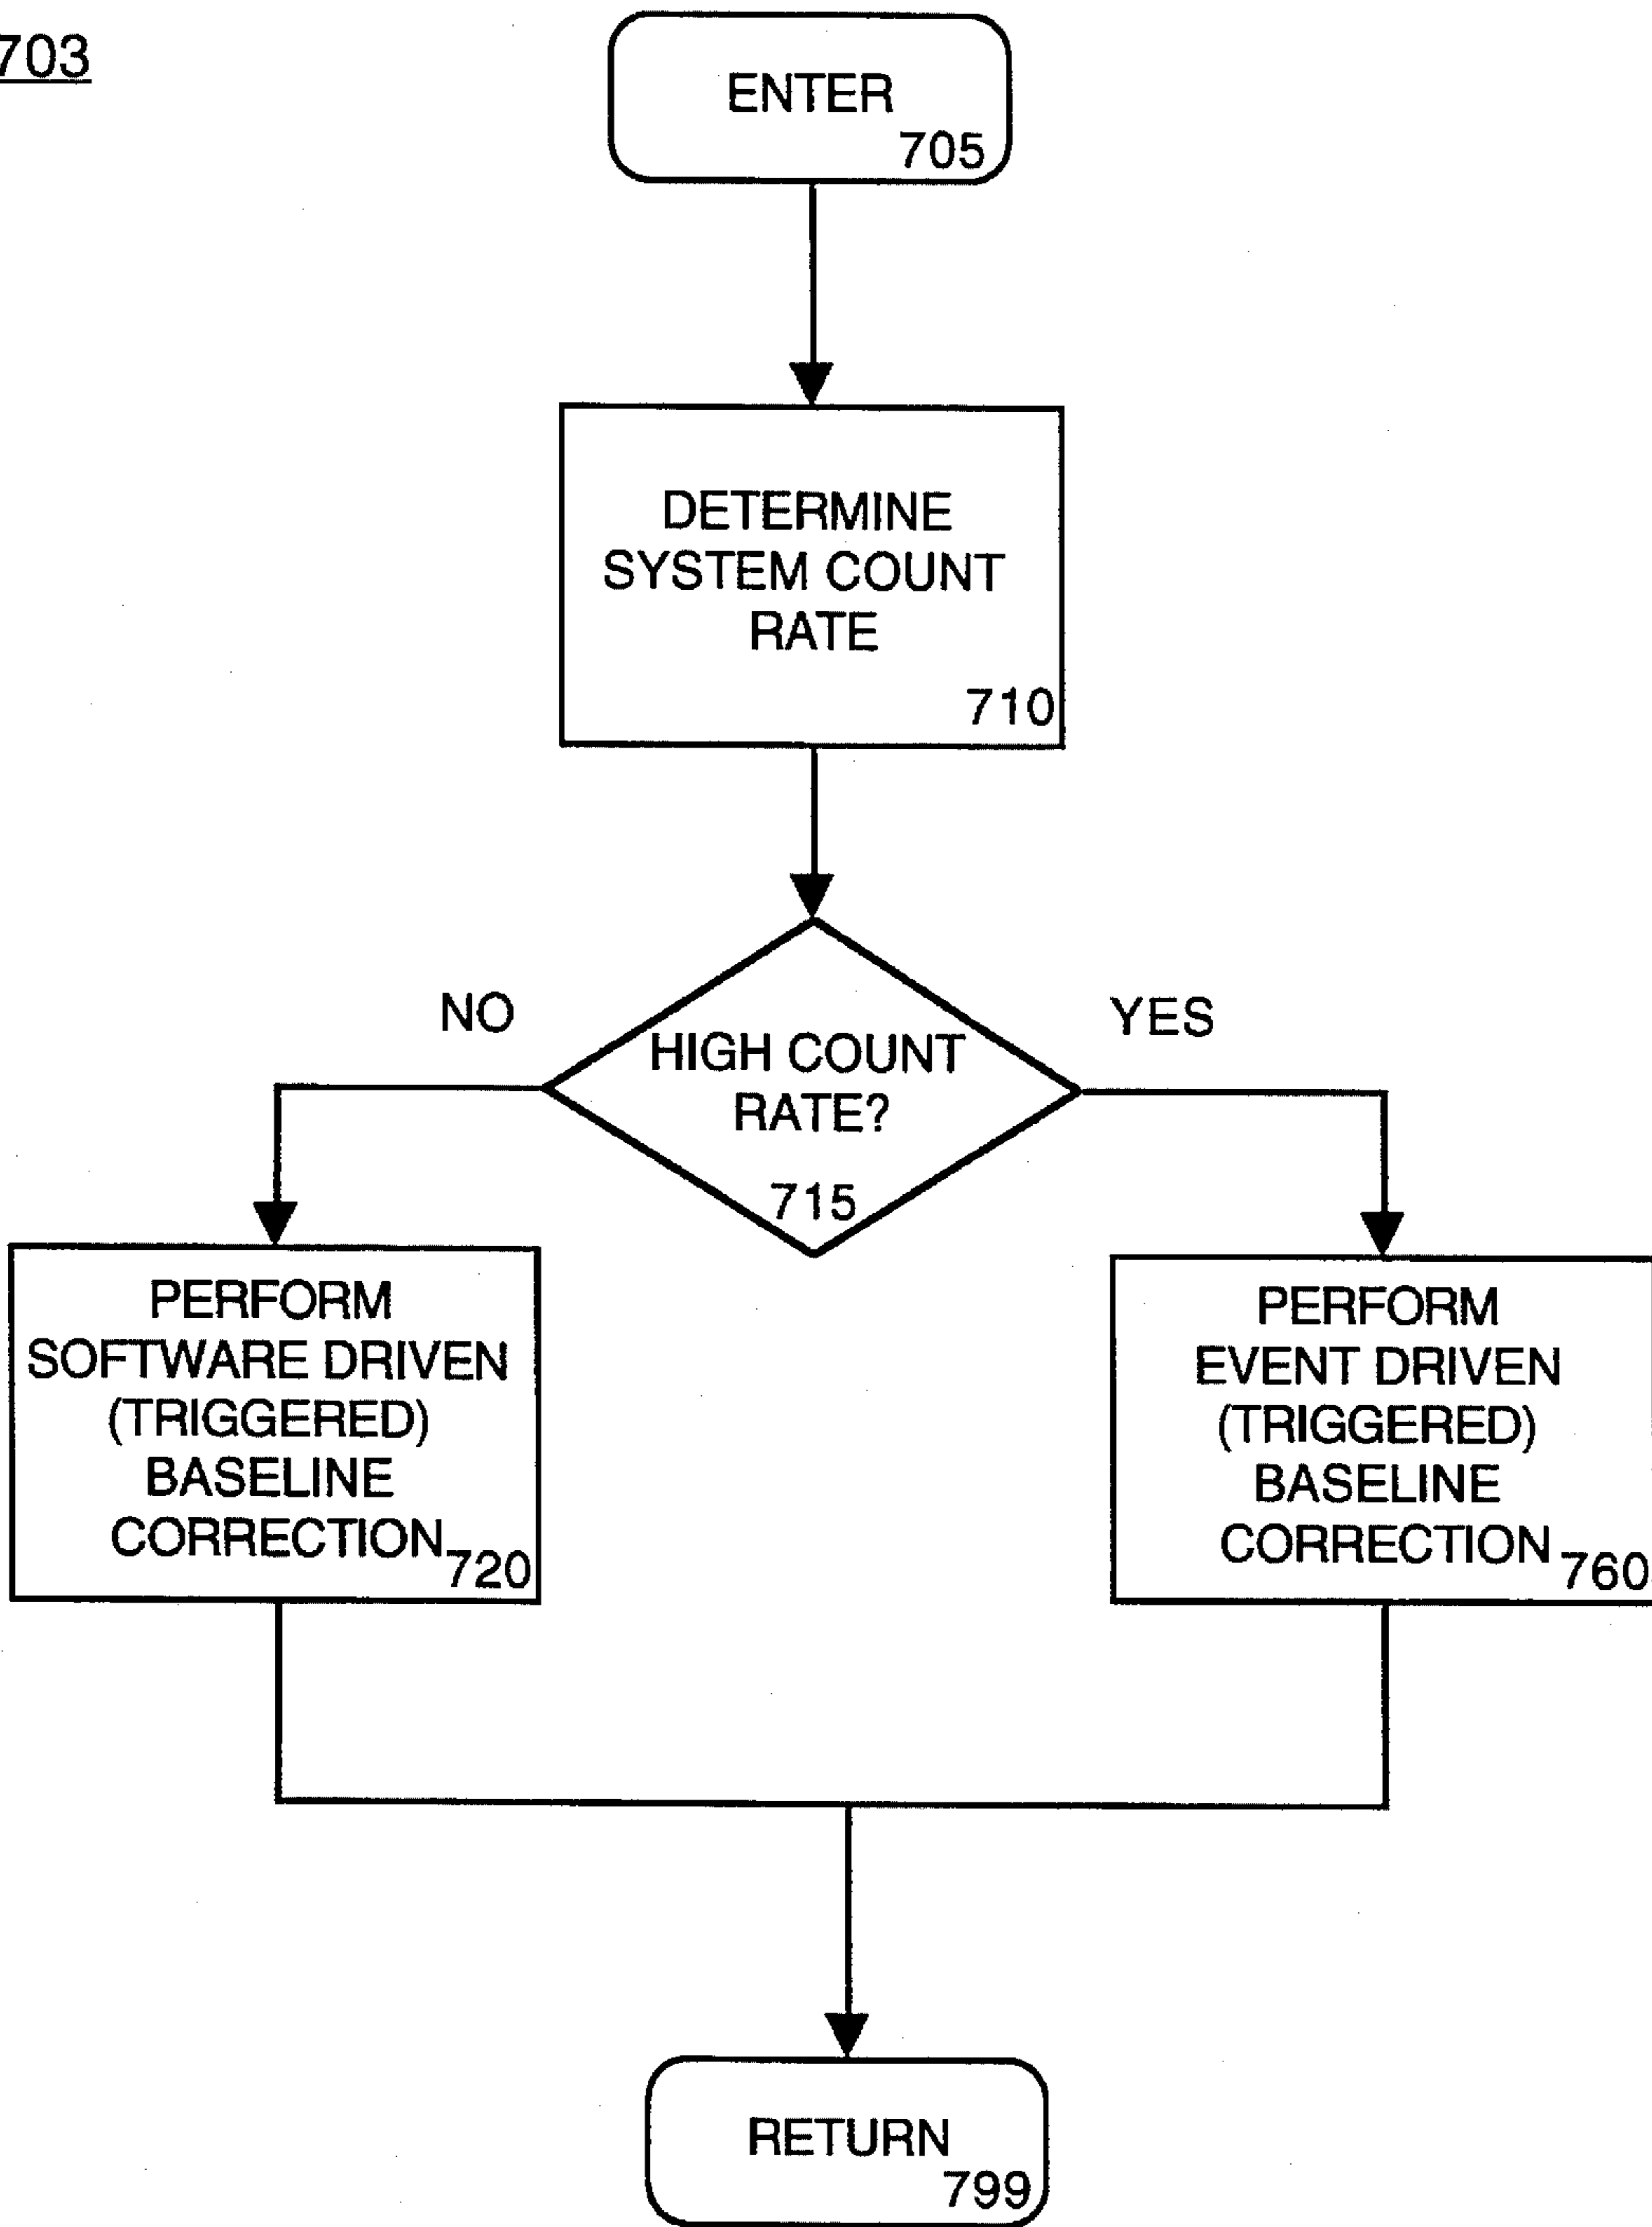 703
ENTER
705
DETERMINE
SYSTEM COUNT
RATE
710
NO
YES
HIGH COUNT
RATE?
715
PERFORM
SOFTWARE DRIVEN
(TRIGGERED)
BASELINE
CORRECTION
720
PERFORM
EVENT DRIVEN
(TRIGGERED)
BASELINE
CORRECTION
760
RETURN
799